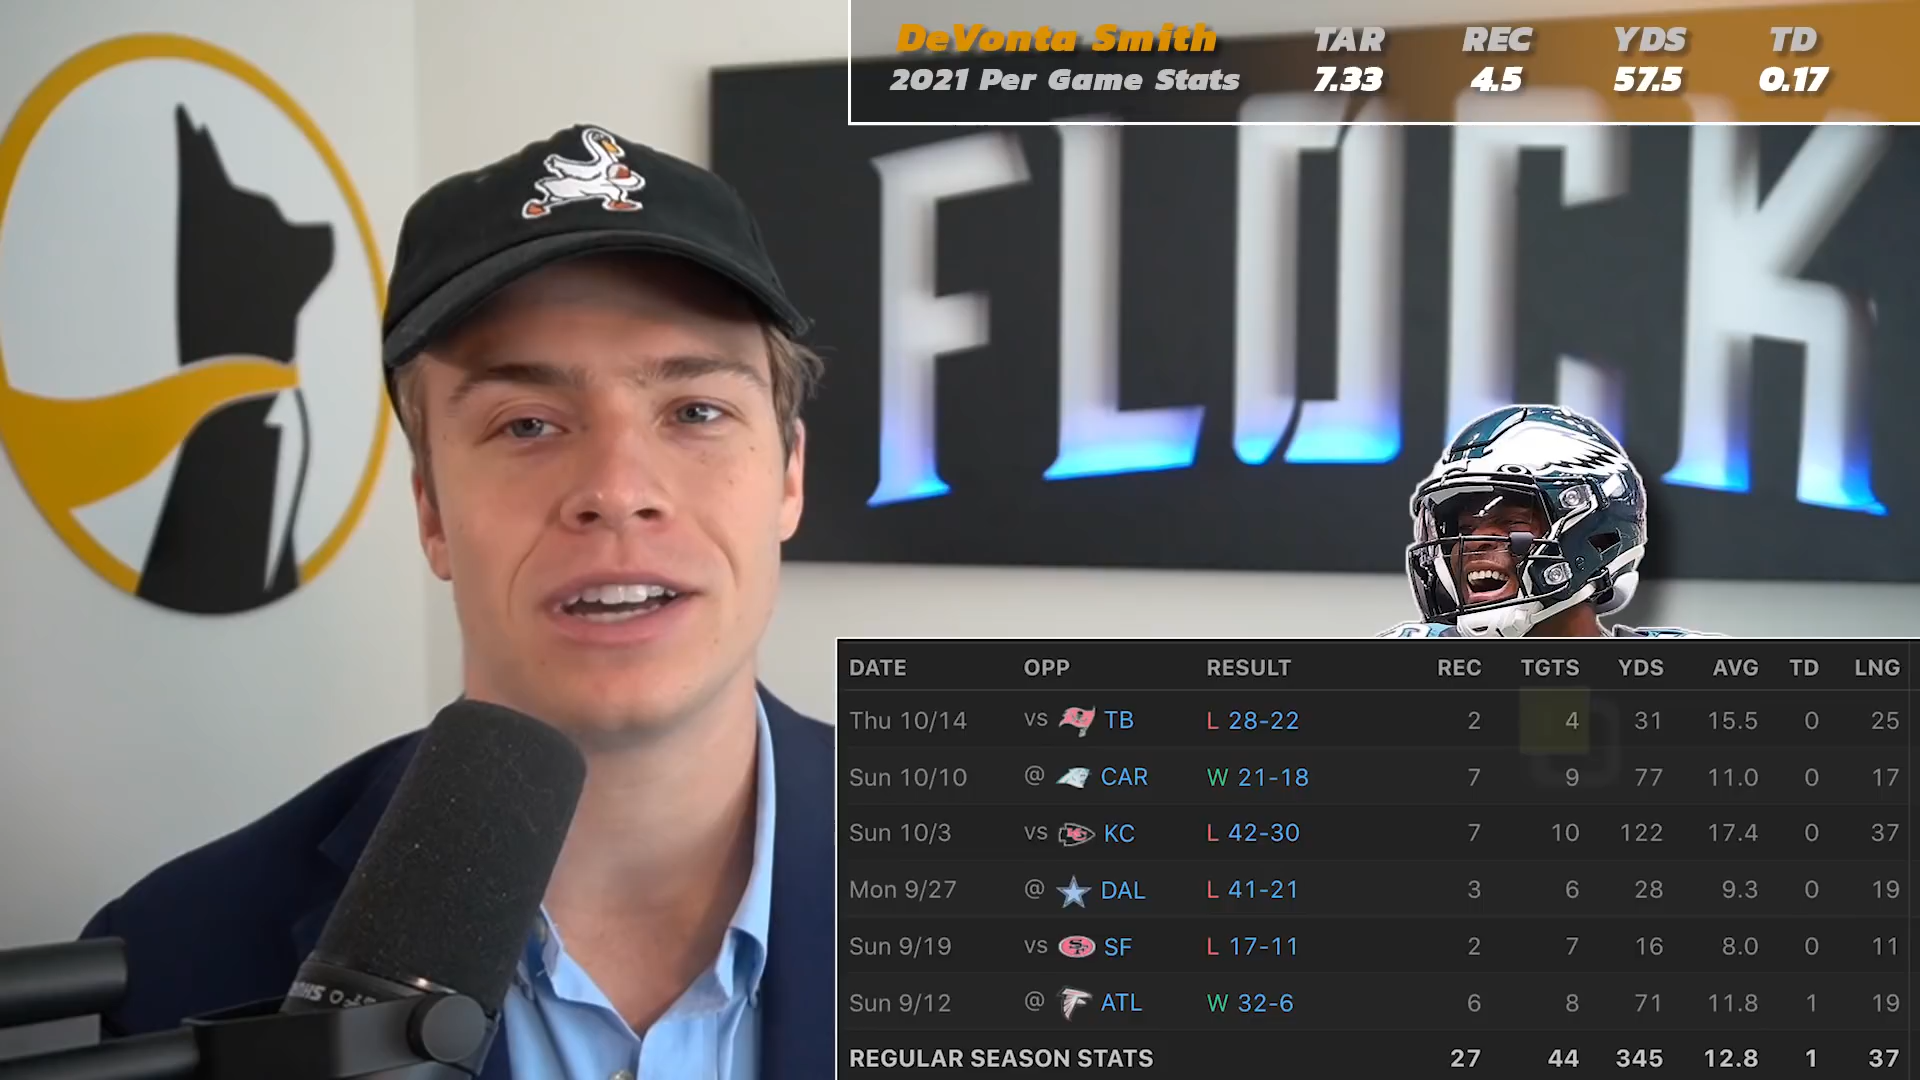 DeVonta Smith TAR REC YDS TD
2021 Per Game Stats 7.33 4.5 57.5 0.17
FLOCK
DATE OPP RESULT REC TGTS YDS AVG TD LNG
Thu 10/14 vs TB L 28-22 2 4 31 15.5 0 25
Sun 10/10 @ CAR W 21-18 7 9 77 11.0 0 17
Sun 10/3 vs KC L 42-30 7 10 122 17.4 0 37
Mon 9/27 @ DAL L 41-21 3 6 28 9.3 0 19
Sun 9/19 vs SF L 17-11 2 7 16 8.0 0 11
Sun 9/12 @ ATL W 32-6 6 8 71 11.8 1 19
REGULAR SEASON STATS 27 44 345 12.8 1 37